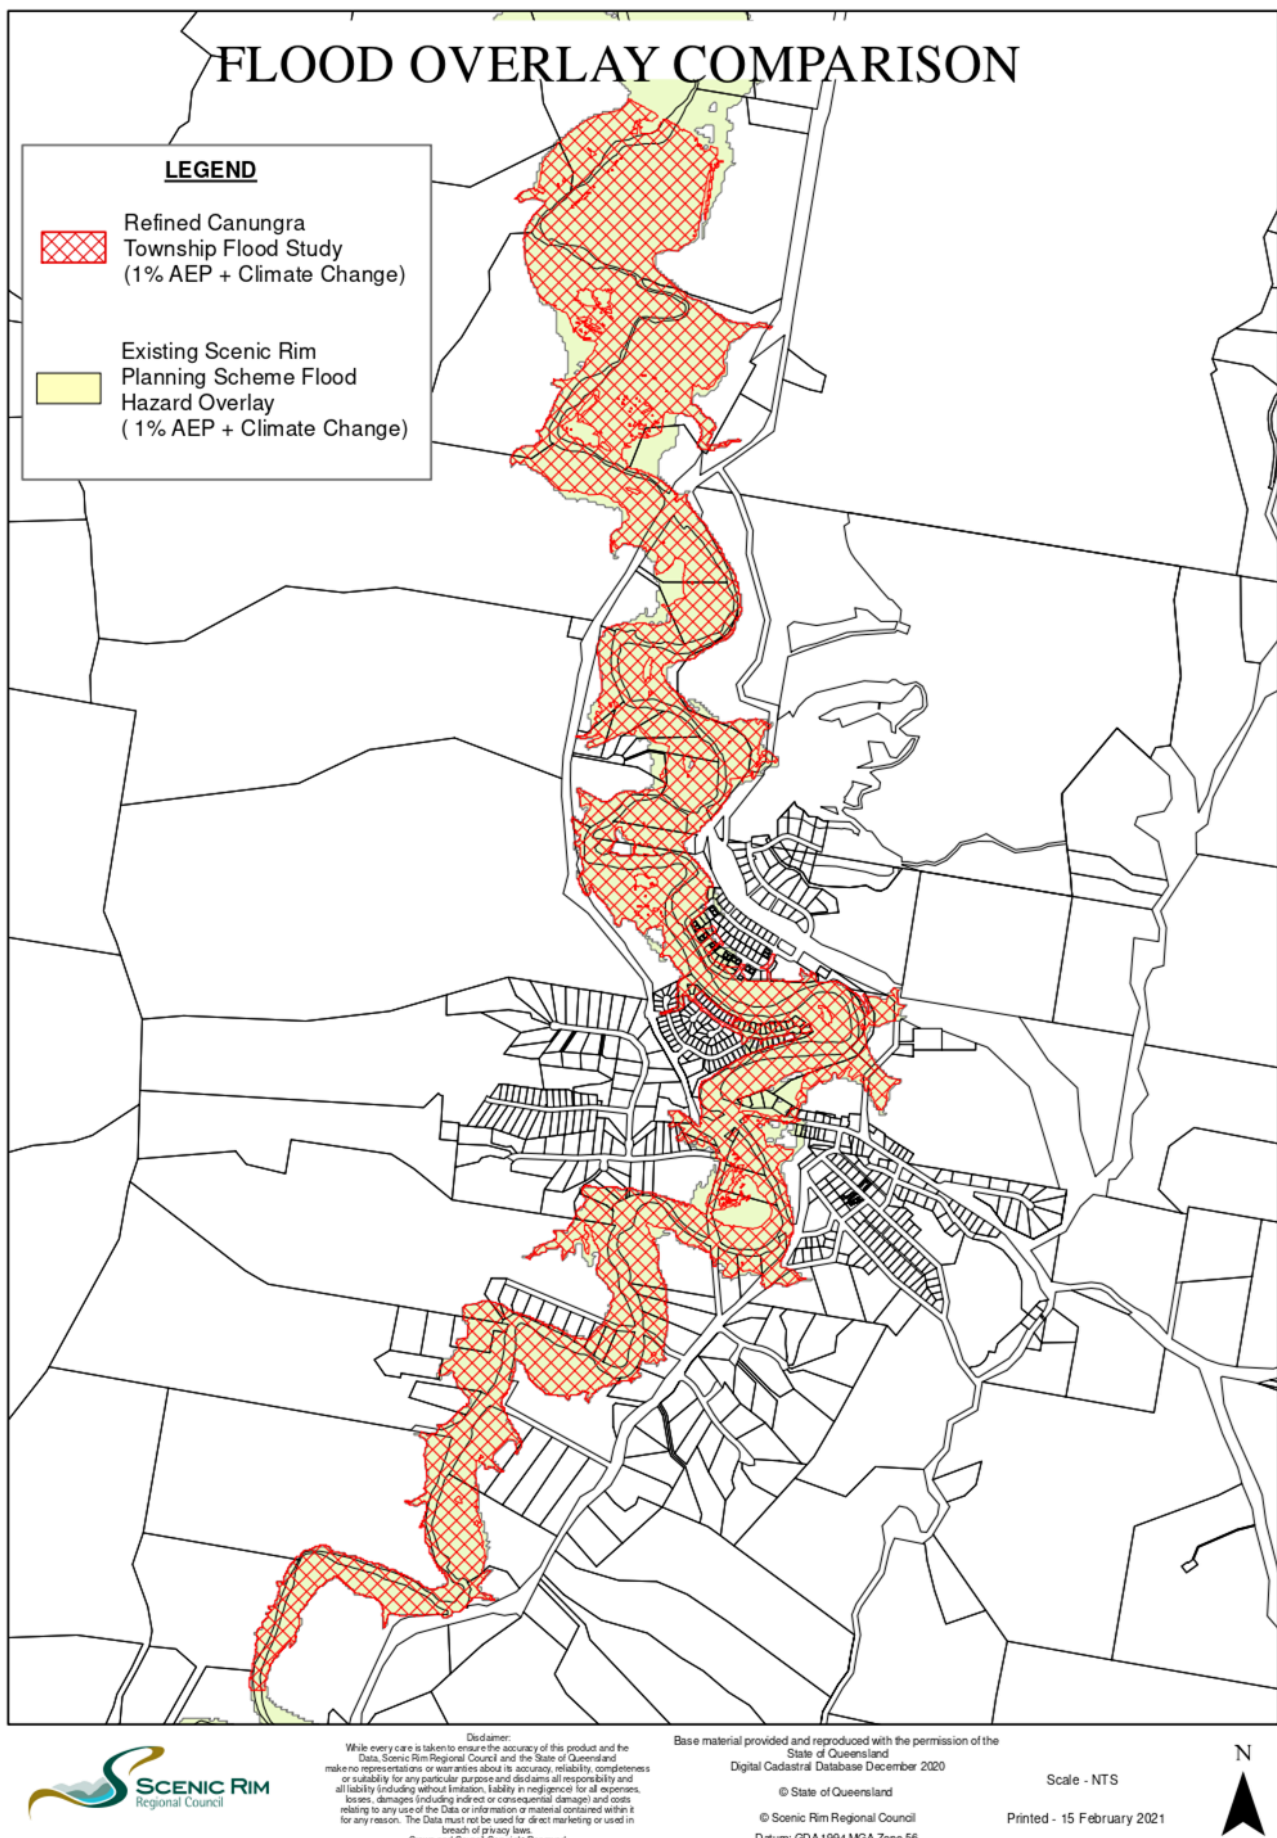 FLOOD OVERLAY COMPARISON
LEGEND
Refined Canungra
Township Flood Study
(1% AEP + Climate Change)
Existing Scenic Rim
Planning Scheme Flood
Hazard Overlay
( 1% AEP + Climate Change)
SCENIC RIM
Regional Council
Disclaimer:
While every care is taken to ensure the accuracy of this product and the
Data, Scenic Rim Regional Council and the State of Queensland
make no representations or warranties about its accuracy, reliability, completeness
or suitability for any particular purpose and disclaims all responsibility and
all liability (including without limitation, liability in negligence) for all expenses,
losses, damages (including indirect or consequential damage) and costs
relating to any use of the Data or information or material contained within it
for any reason. The Data must not be used for direct marketing or used in
breach of privacy laws.
Base material provided and reproduced with the permission of the
State of Queensland
Digital Cadastral Database December 2020
© State of Queensland
© Scenic Rim Regional Council
Datum: GDA 1994 MGA Zone 56
Scale - NTS
Printed - 15 February 2021
N